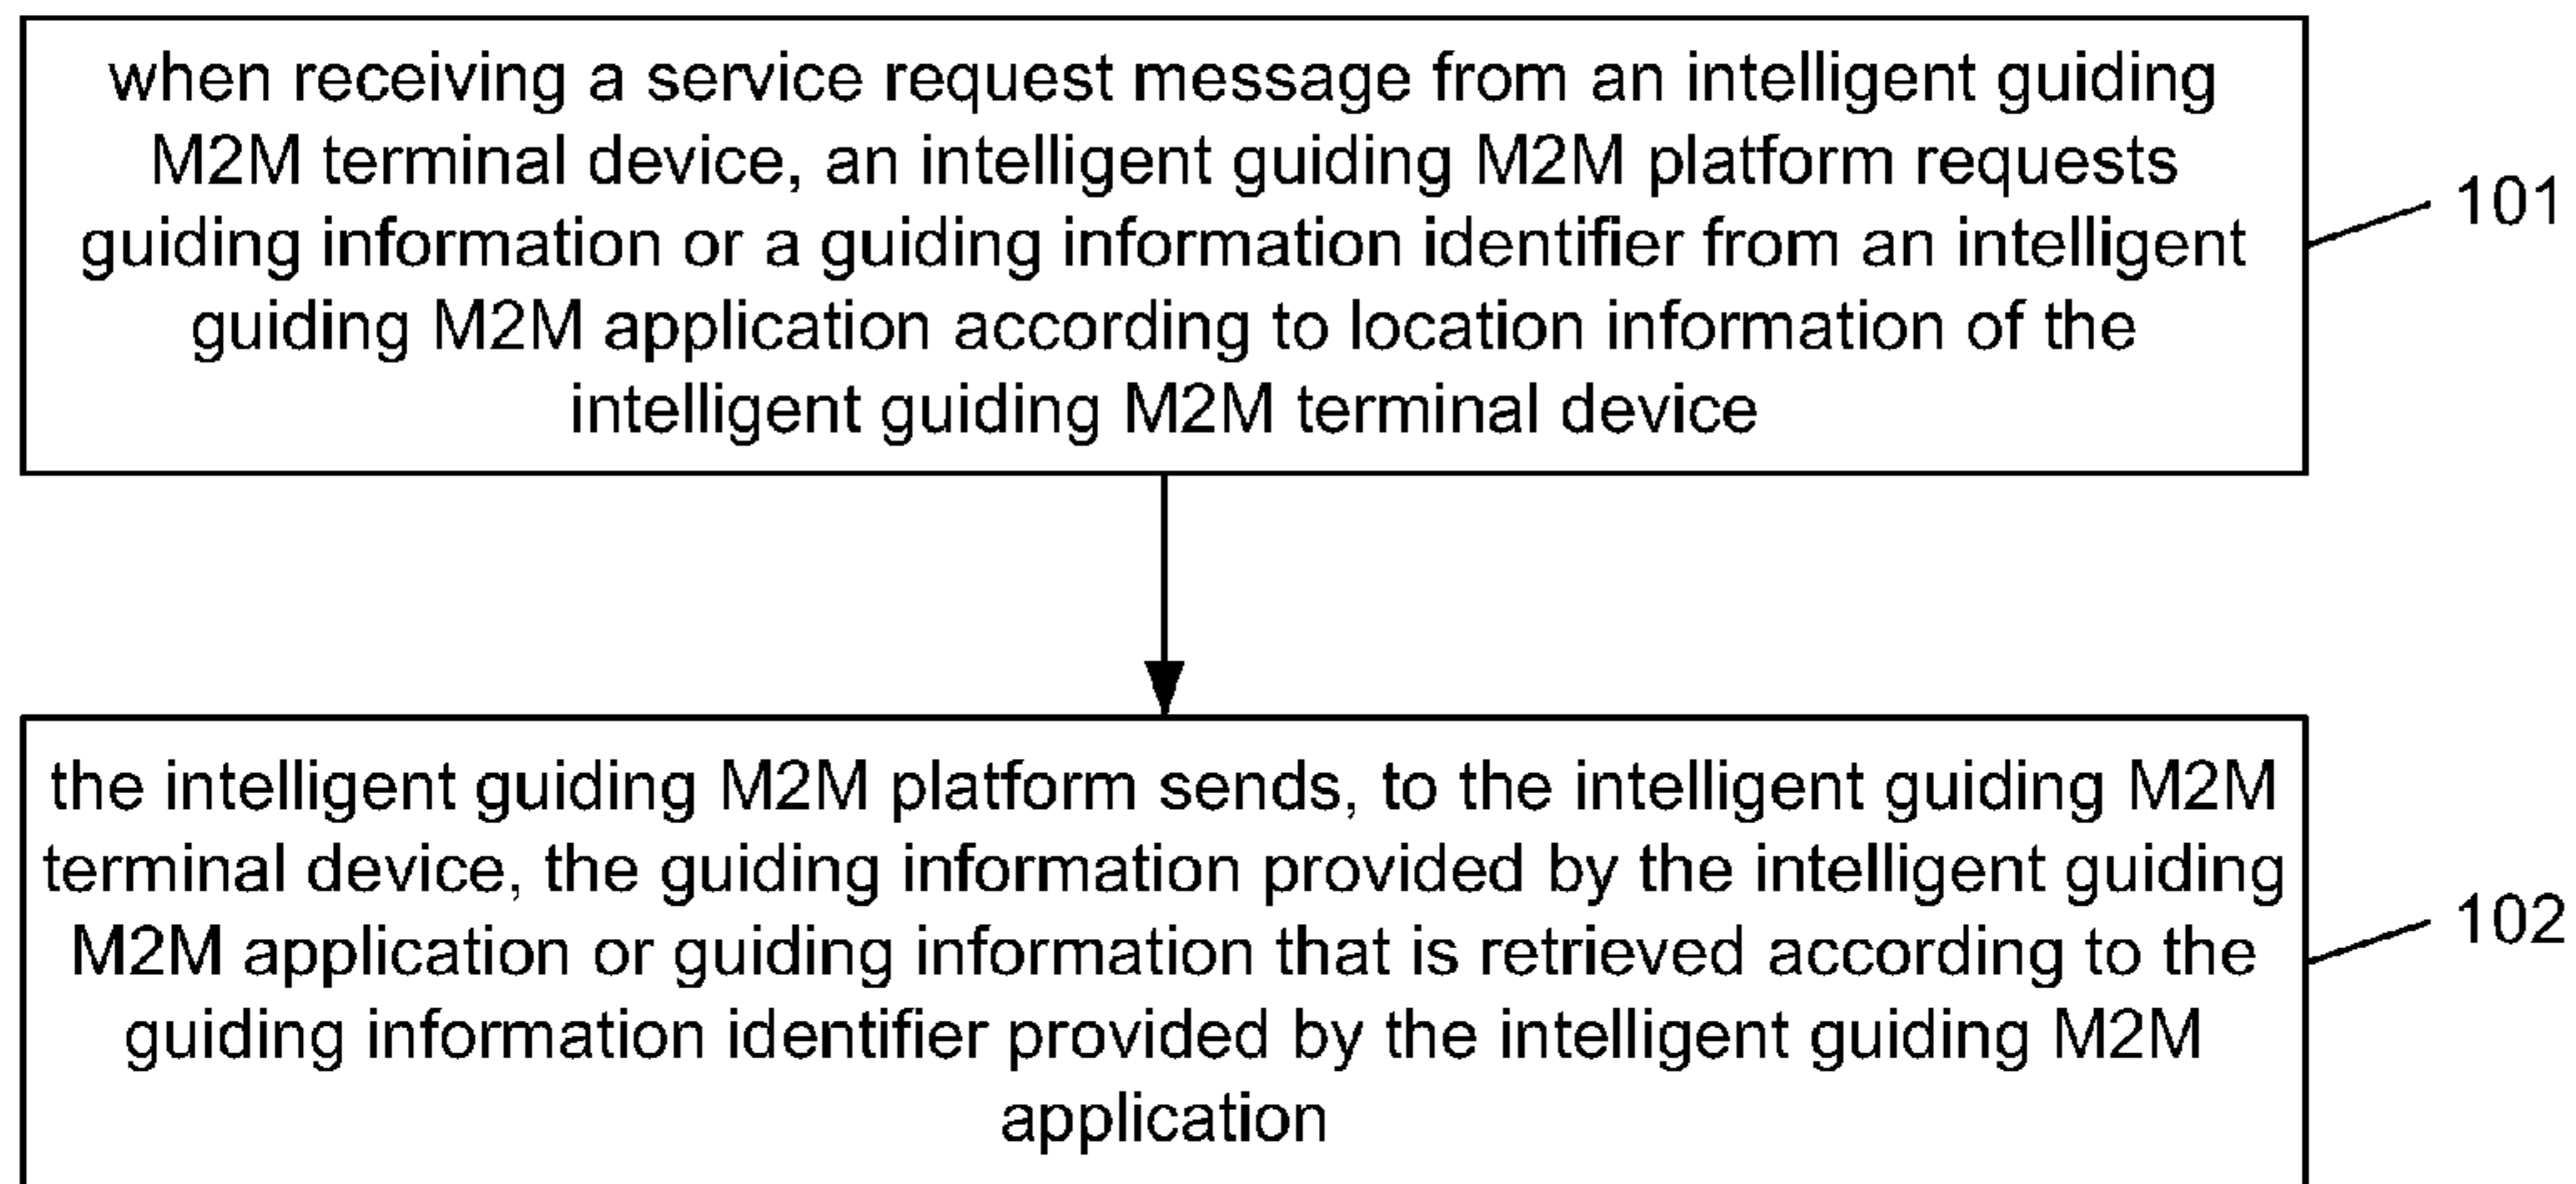 when receiving a service request message from an intelligent guiding
M2M terminal device, an intelligent guiding M2M platform requests
guiding information or a guiding information identifier from an intelligent
guiding M2M application according to location information of the
intelligent guiding M2M terminal device
101
the intelligent guiding M2M platform sends, to the intelligent guiding M2M
terminal device, the guiding information provided by the intelligent guiding
M2M application or guiding information that is retrieved according to the
guiding information identifier provided by the intelligent guiding M2M
application
102